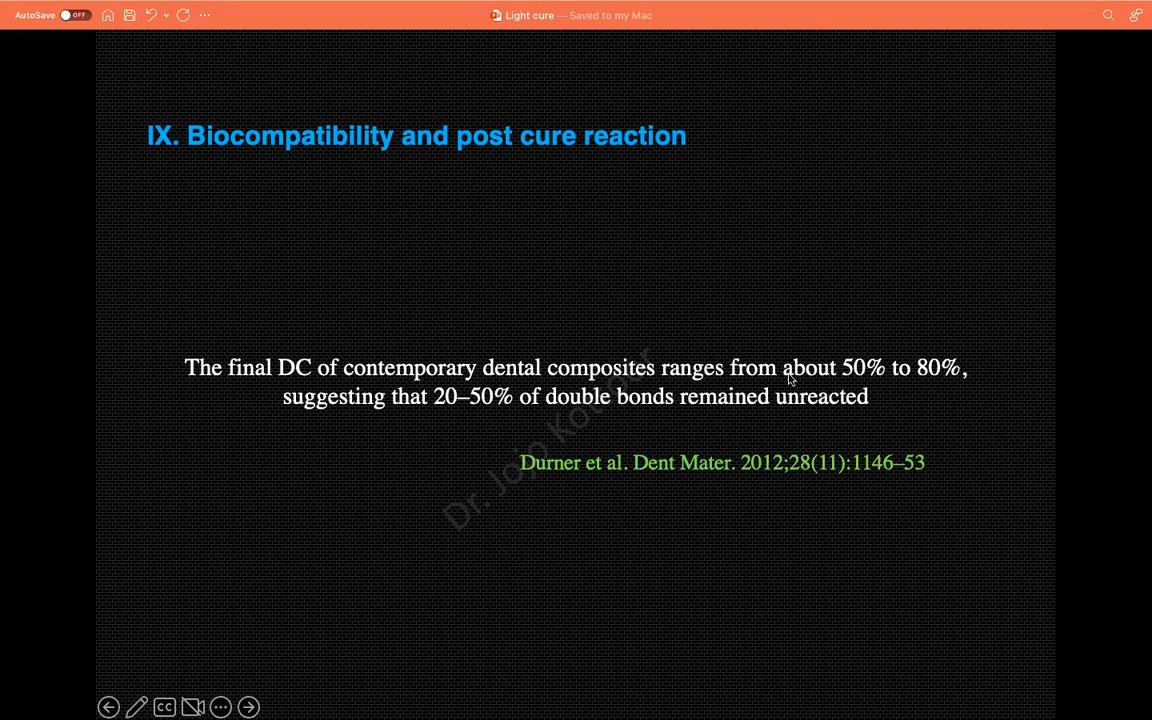 AutoSave OFF
Light cure — Saved to my Mac
IX. Biocompatibility and post cure reaction
The final DC of contemporary dental composites ranges from about 50% to 80%,
suggesting that 20–50% of double bonds remained unreacted
Durner et al. Dent Mater. 2012;28(11):1146–53
Dr. Jojo
CC